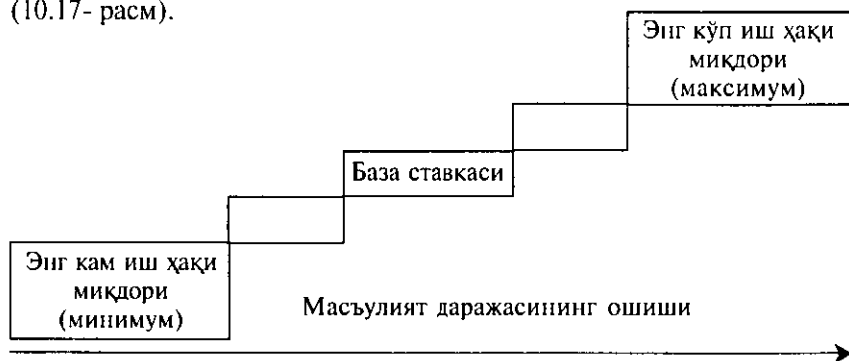 (10.17- расм).
Энг кўп иш ҳақи
миқдори
(максимум)
База ставкаси
Энг кам иш ҳақи
миқдори
(минимум)
Масъулият даражасининг ошиши